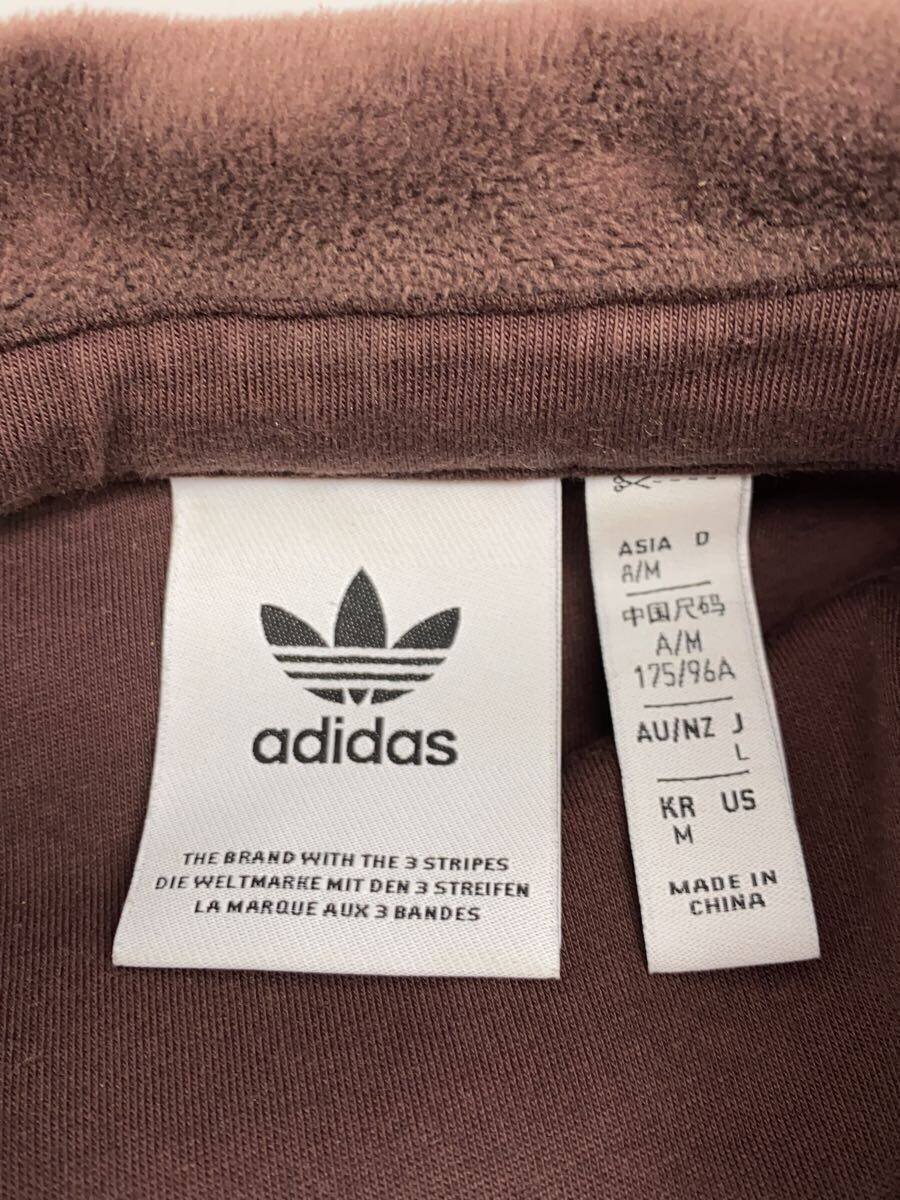 adidas
THE BRAND WITH THE 3 STRIPES
DIE WELTMARKE MIT DEN 3 STREIFEN
LA MARQUE AUX 3 BANDES
ASIA D
8/M
中国尺码
A/M
175/96A
AU/NZ J
L
KR US
M
MADE IN
CHINA